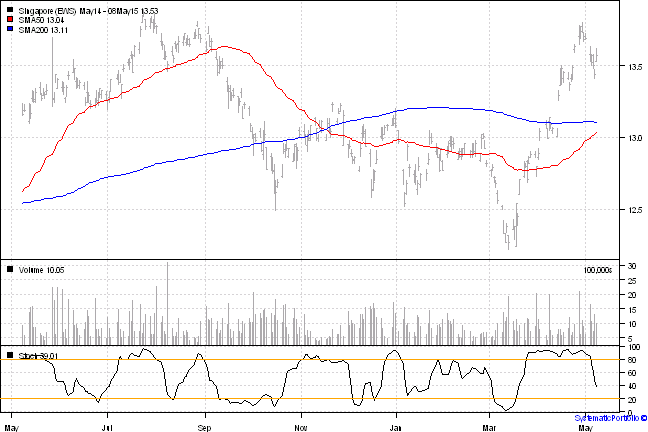 Singapore (EWS) May14 - 08May15 13.53
SMA50 13.04
SMA200 13.11
13.5
13.0
12.5
Volume 10.05
100,000s
30
25
20
15
10
5
Stoch 39.01
100
80
60
40
20
0
May Jul Sep Nov Jan Mar May
SystematicPortfolio ©